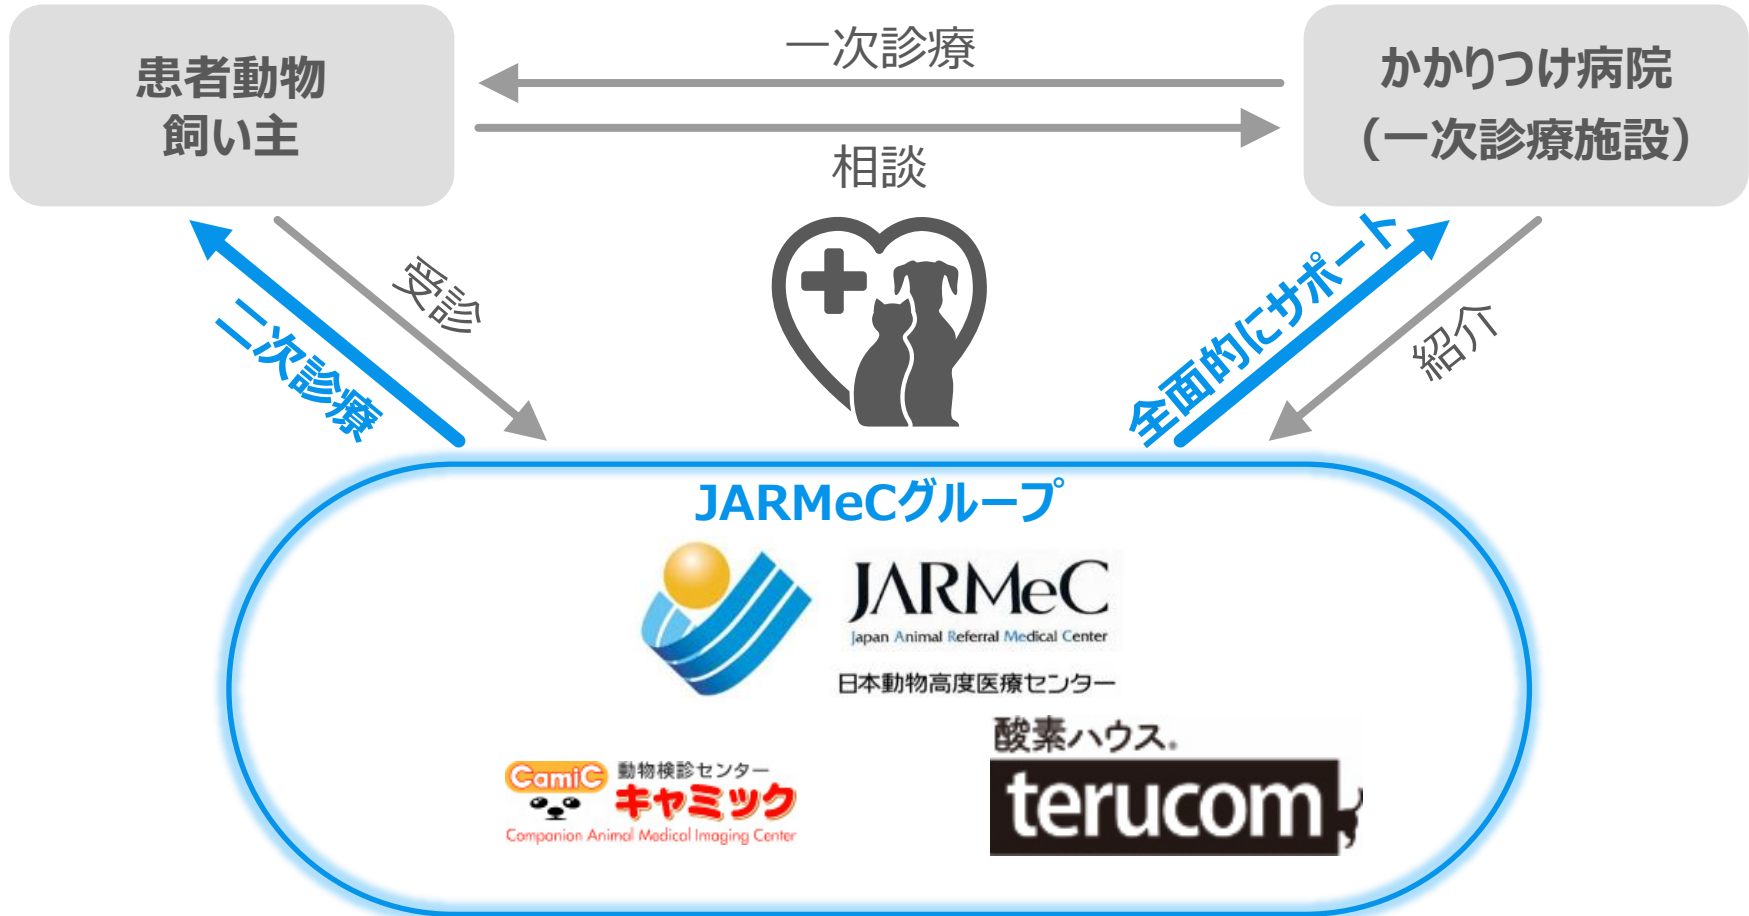 患者動物
飼い主
一次診療
相談
かかりつけ病院
（一次診療施設）
二次診療
受診
全面的にサポート
紹介
JARMeCグループ
JARMeC
Japan Animal Referral Medical Center
日本動物高度医療センター
CamiC
動物検診センター
キャミック
Companion Animal Medical Imaging Center
酸素ハウス®
terucom